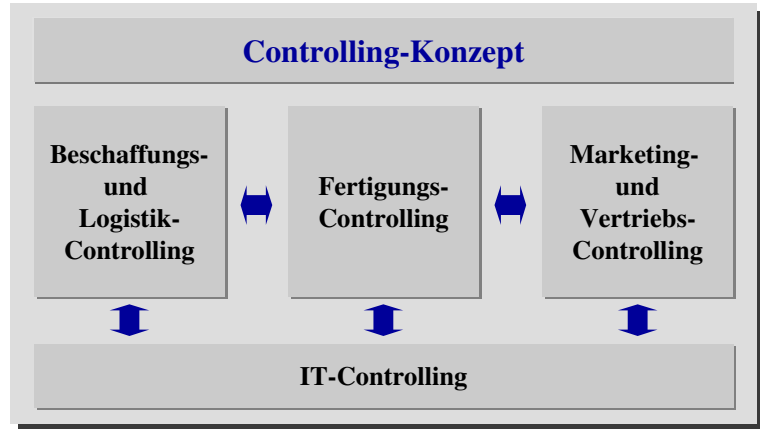 Controlling-Konzept
Beschaffungs-
und
Logistik-
Controlling
Fertigungs-
Controlling
Marketing-
und
Vertriebs-
Controlling
IT-Controlling